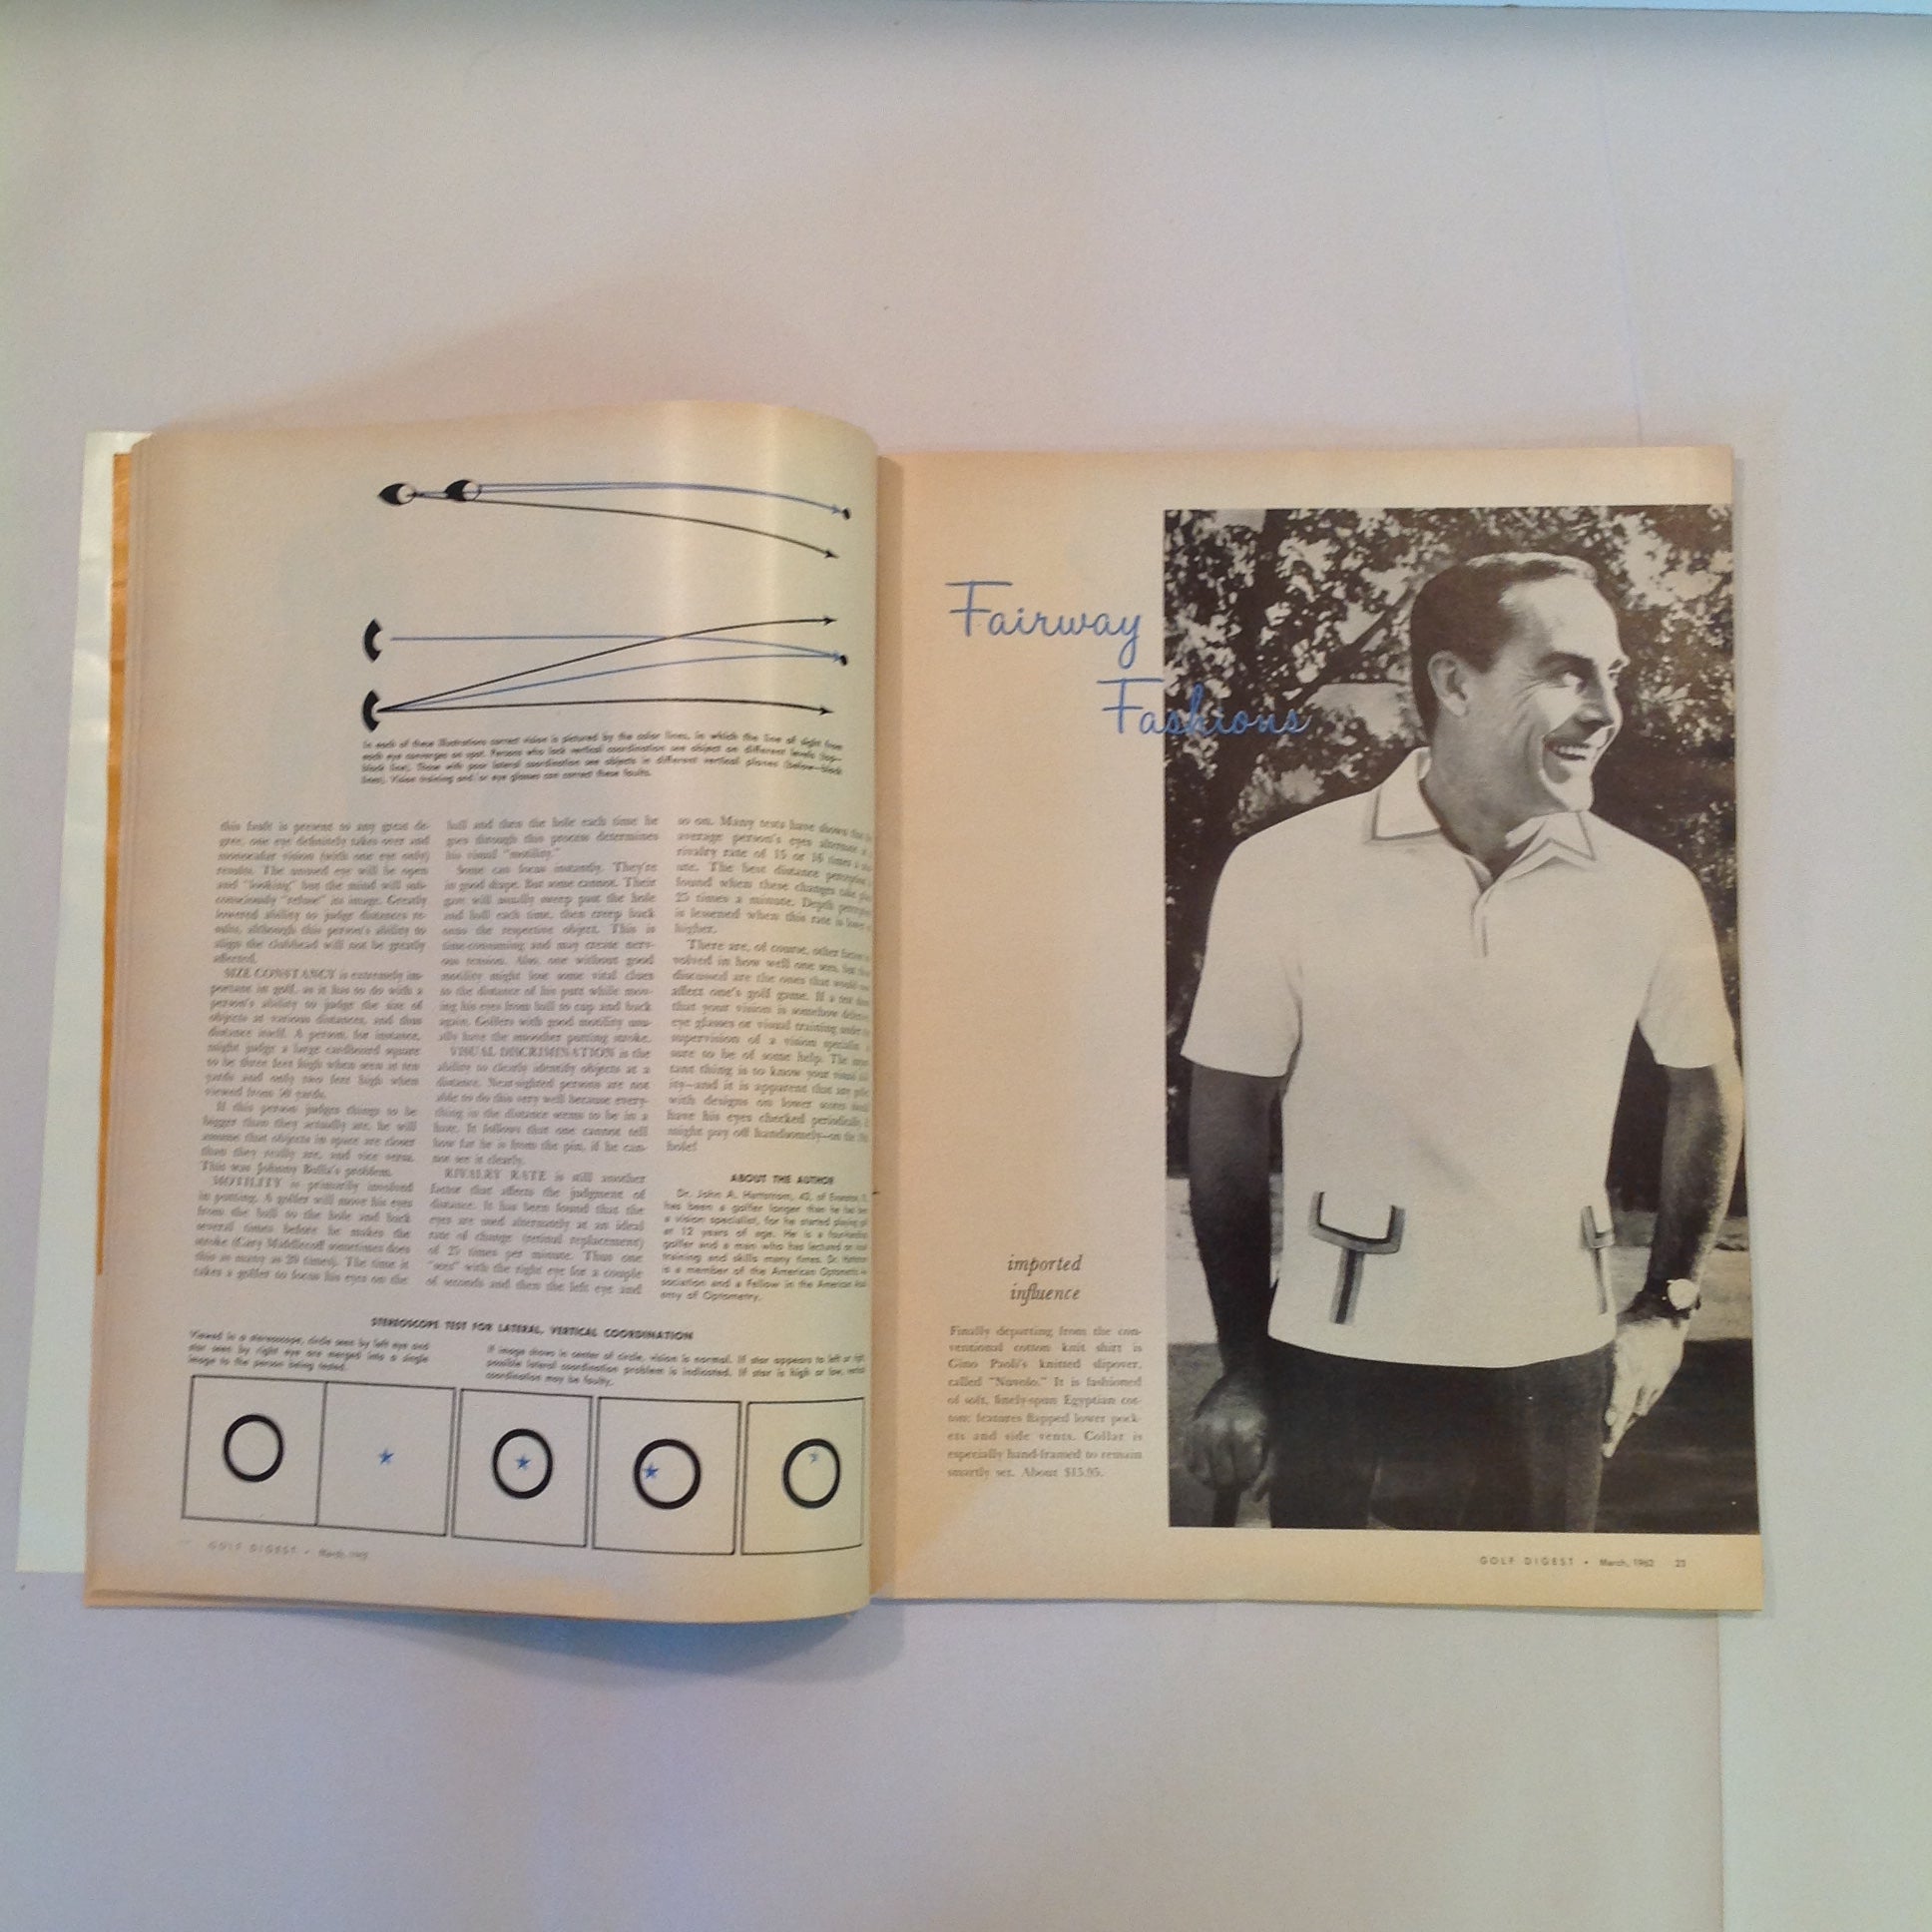 In each of these illustrations correct vision is pictured by the color lines, in which the line of sight from
each eye converges on spot. Persons who lack vertical coordination see object on different levels (top—
black line). Those with poor lateral coordination see objects in different vertical planes (below—black
lines). Vision training and/or eye glasses can correct these faults.
this fault is present to any great de-
gree, one eye definitely takes over and
monocular vision (with one eye only)
results. The unused eye will be open
and "looking" but the mind will sub-
consciously "refuse" its image. Greatly
lowered ability to judge distances re-
sults, although this person's ability to
align the clubhead will not be greatly
affected.
SIZE CONSTANCY is extremely im-
portant in golf, as it has to do with a
person's ability to judge the size of
objects at various distances, and thus
distance itself. A person, for instance,
might judge a large cardboard square
to be three feet high when seen at ten
yards and only two feet high when
viewed from 50 yards.
If this person judges things to be
bigger than they actually are, he will
assume that objects in space are closer
than they really are, and vice versa.
This was Johnny Bulla's problem.
MOTILITY is primarily involved
in putting. A golfer will move his eyes
from the ball to the hole and back
several times before he makes the
stroke (Cary Middlecoff sometimes does
this as many as 20 times). The time it
takes a golfer to focus his eyes on the
ball and then the hole each time he
goes through this process determines
his visual "motility."
Some can focus instantly. They're
in good shape. But some cannot. Their
gaze will usually sweep past the hole
and ball each time, then creep back
onto the respective object. This is
time-consuming and may create nerv-
ous tension. Also, one without good
motility might lose some vital clues
to the distance of his putt while mov-
ing his eyes from ball to cup and back
again. Golfers with good motility usu-
ally have the smoother putting stroke.
VISUAL DISCRIMINATION is the
ability to clearly identify objects at a
distance. Near-sighted persons are not
able to do this very well because every-
thing in the distance seems to be in a
haze. It follows that one cannot tell
how far he is from the pin, if he can-
not see it clearly.
RIVALRY RATE is still another
factor that affects the judgment of
distance. It has been found that the
eyes are used alternately at an ideal
rate of change (retinal replacement)
of 25 times per minute. Thus one
"sees" with the right eye for a couple
of seconds and then the left eye and
so on. Many tests have shown
average person's eyes alternate
rivalry rate of 15 or 16 times a
ute. The best distance
found when these changes take
25 times a minute. Depth
is lessened when this rate is lower
higher.
There are, of course, other
volved in how well one sees, but
discussed are the ones that would
affect one's golf game. If a test
that your vision is somehow
eye glasses or visual training under
supervision of a vision
sure to be of some help. The
tant thing is to know your visual
ity—and it is apparent that any
with designs on lower scores
have his eyes checked periodically.
might pay off handsomely—on the
hole!
ABOUT THE AUTHOR
Dr. John A. 43, of Evanston,
has been a golfer longer than he has been
a vision specialist, for he started playing
at 12 years of age. He is a
golfer and a man who has lectured on
training and skills many times. Dr.
is a member of the American Optometric
sociation and a Fellow in the American
emy of Optometry.
STEREOSCOPE TEST FOR LATERAL, VERTICAL COORDINATION
Viewed in a stereoscope, circle seen by left eye and
star seen by right eye are merged into a single
image to the person being tested.
If image shows in center of circle, vision is normal. If star appears to left or right,
possible lateral coordination problem is indicated. If star is high or low,
coordination may be faulty.
GOLF DIGEST • March, 1962
Fairway
Fashions
imported
influence
Finally departing from the con-
ventional cotton knit shirt is
Gino Paoli's knitted slipover,
called "Nuvolo." It is fashioned
of soft, finely-spun Egyptian cot-
ton; features flapped lower pock-
ets and side vents. Collar is
especially hand-framed to remain
smartly set. About $15.95.
GOLF DIGEST • March, 1962 23